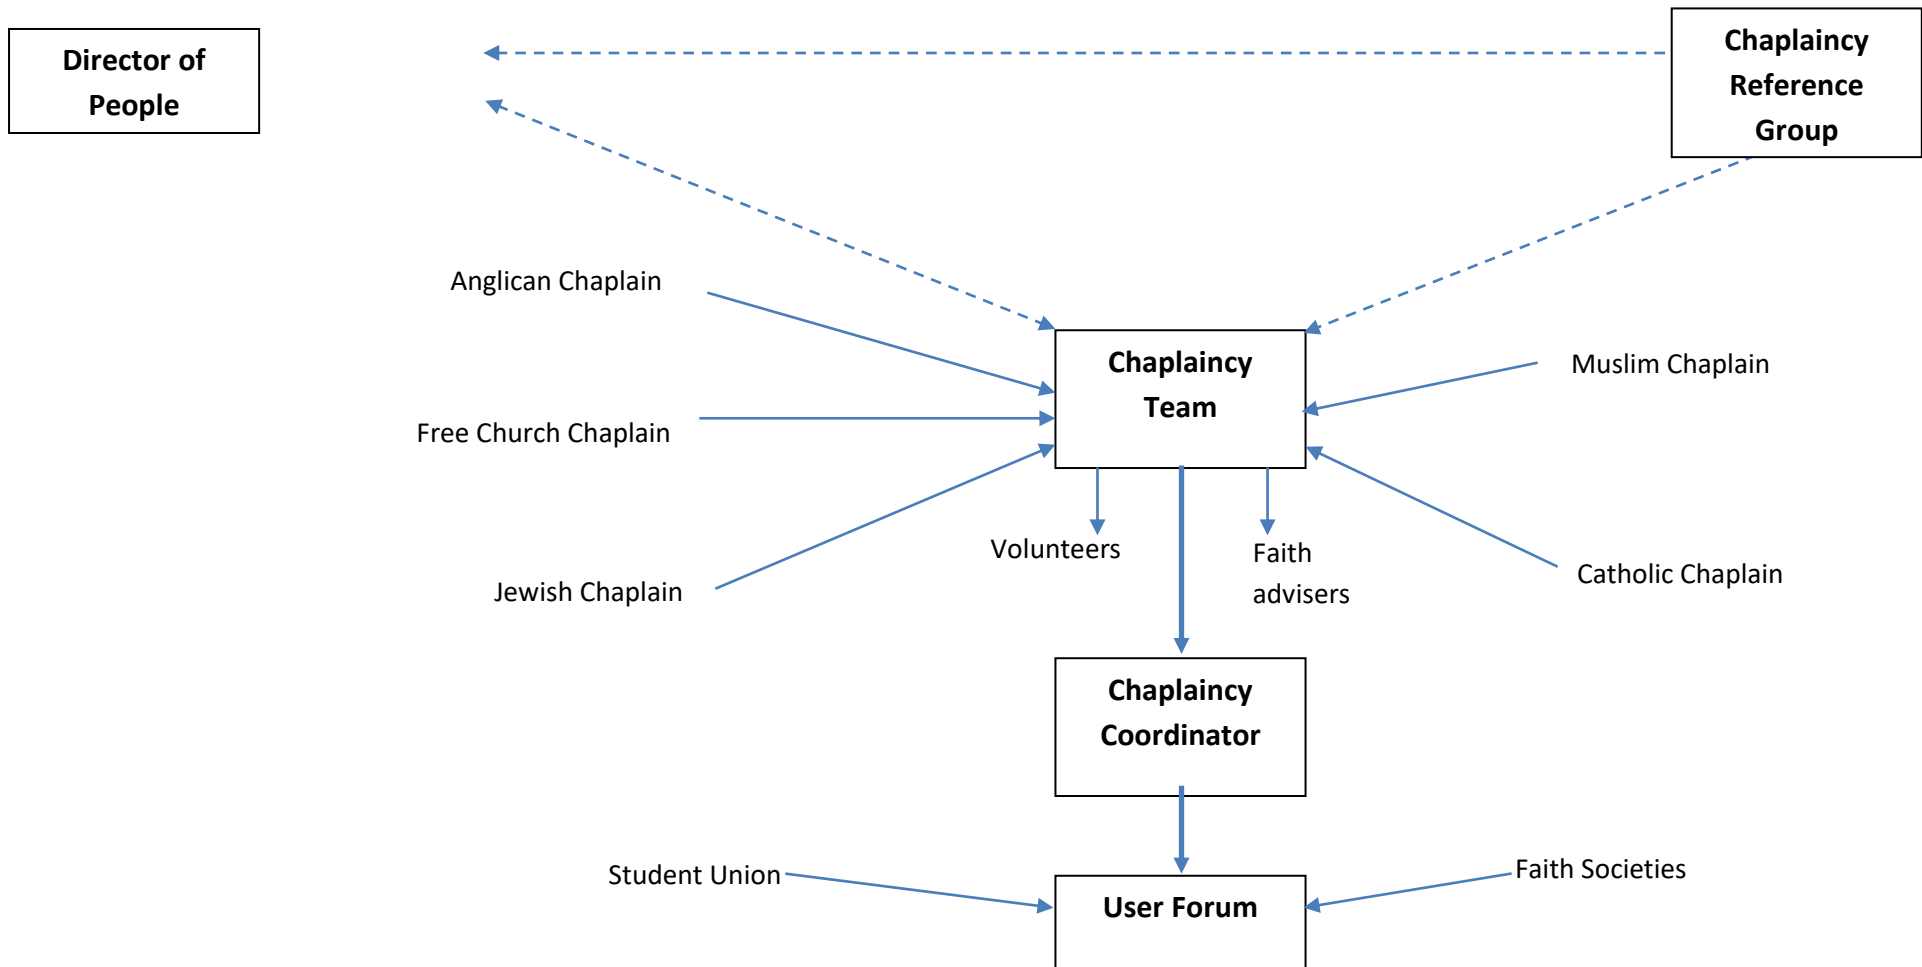 Director of
People
Chaplaincy
Reference
Group
Anglican Chaplain
Chaplaincy
Team
Muslim Chaplain
Free Church Chaplain
Volunteers
Faith
advisers
Jewish Chaplain
Catholic Chaplain
Chaplaincy
Coordinator
Student Union
Faith Societies
User Forum